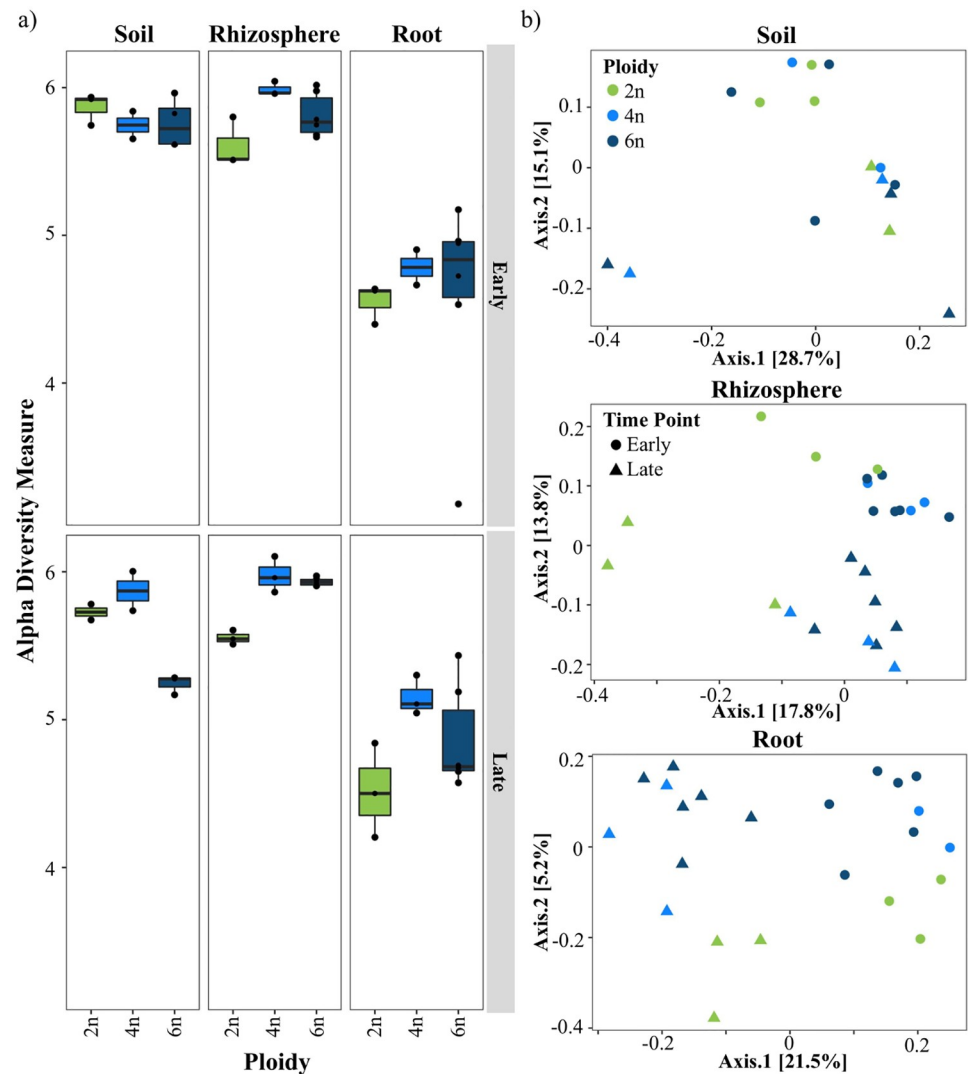 a)
Soil
Rhizosphere
Root
Alpha Diversity Measure
6
5
4
Early
6
5
4
Late
2n
4n
6n
2n
4n
6n
2n
4n
6n
Ploidy
b)
Soil
Ploidy
2n
4n
6n
Axis.2 [15.1%]
0.1
0
-0.1
-0.2
-0.4
-0.2
0
0.2
Axis.1 [28.7%]
Rhizosphere
Time Point
Early
Late
Axis.2 [13.8%]
0.2
0.1
0
-0.1
-0.2
-0.4
0
Axis.1 [17.8%]
Root
Axis.2 [5.2%]
0.2
0
-0.2
-0.4
-0.2
0
0.2
Axis.1 [21.5%]